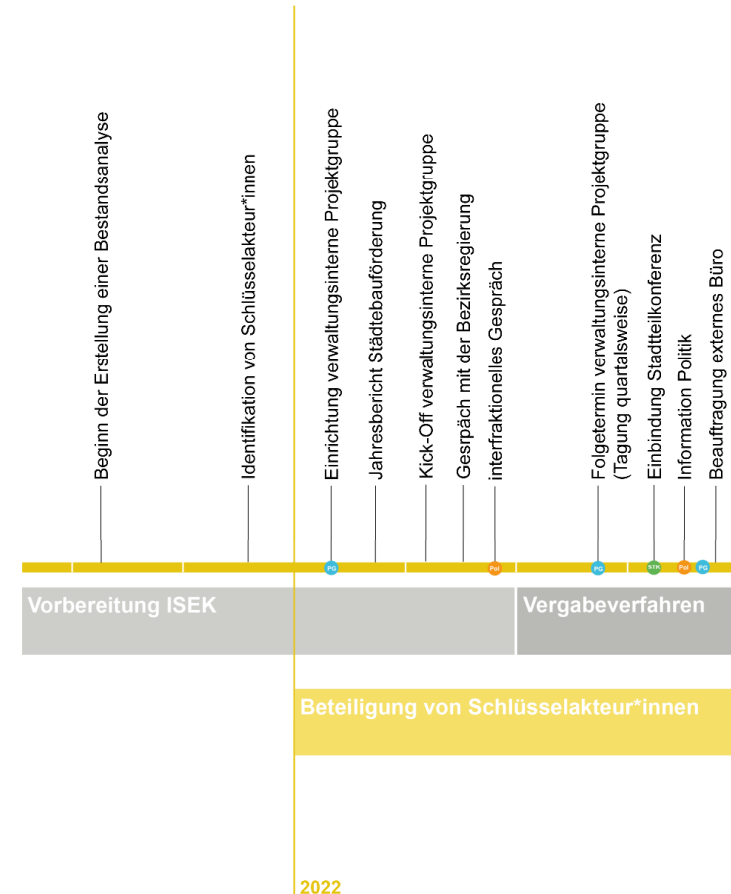 Beginn der Erstellung einer Bestandsanalyse
Identifikation von Schlüsselakteur*innen
Einrichtung verwaltungsinterne Projektgruppe
Jahresbericht Städtebauförderung
Kick-Off verwaltungsinterne Projektgruppe
Gesrpäch mit der Bezirksregierung
interfraktionelles Gespräch
Folgetermin verwaltungsinterne Projektgruppe
(Tagung quartalsweise)
Einbindung Stadtteilkonferenz
Information Politik
Beauftragung externes Büro
PG
Pol
PG
STK
Pol
PG
Vorbereitung ISEK
Vergabeverfahren
Beteiligung von Schlüsselakteur*innen
2022